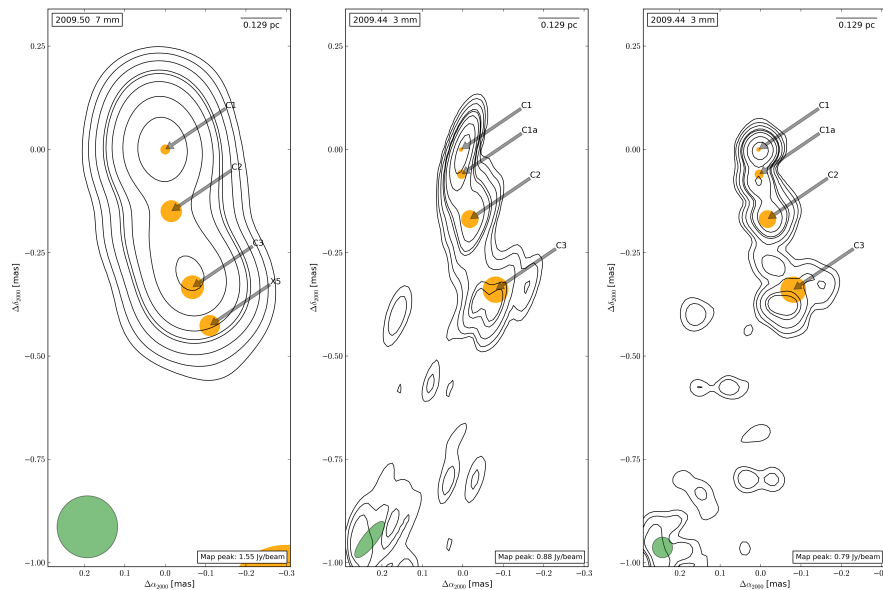 2009.50 7 mm
0.129 pc
C1
C2
C3
X5
Map peak: 1.55 Jy/beam
0.25
0.00
−0.25
−0.50
−0.75
−1.00
Δδ2000 [mas]
0.2
0.1
0.0
−0.1
−0.2
−0.3
Δα2000 [mas]
2009.44 3 mm
0.129 pc
C1
C1a
C2
C3
Map peak: 0.88 Jy/beam
0.25
0.00
−0.25
−0.50
−0.75
−1.00
Δδ2000 [mas]
0.2
0.1
0.0
−0.1
−0.2
−0.3
Δα2000 [mas]
2009.44 3 mm
0.129 pc
C1
C1a
C2
C3
Map peak: 0.79 Jy/beam
0.25
0.00
−0.25
−0.50
−0.75
−1.00
Δδ2000 [mas]
0.2
0.1
0.0
−0.1
−0.2
−0.3
Δα2000 [mas]